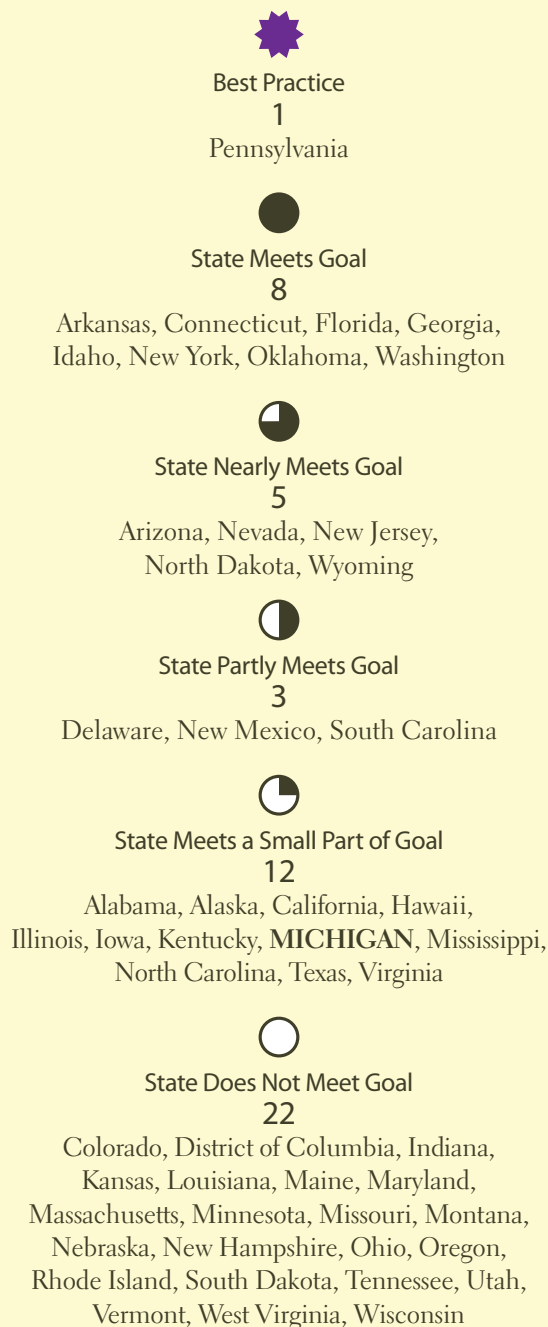 Best Practice
1
Pennsylvania
State Meets Goal
8
Arkansas, Connecticut, Florida, Georgia,
Idaho, New York, Oklahoma, Washington
State Nearly Meets Goal
5
Arizona, Nevada, New Jersey,
North Dakota, Wyoming
State Partly Meets Goal
3
Delaware, New Mexico, South Carolina
State Meets a Small Part of Goal
12
Alabama, Alaska, California, Hawaii,
Illinois, Iowa, Kentucky, MICHIGAN, Mississippi,
North Carolina, Texas, Virginia
State Does Not Meet Goal
22
Colorado, District of Columbia, Indiana,
Kansas, Louisiana, Maine, Maryland,
Massachusetts, Minnesota, Missouri, Montana,
Nebraska, New Hampshire, Ohio, Oregon,
Rhode Island, South Dakota, Tennessee, Utah,
Vermont, West Virginia, Wisconsin